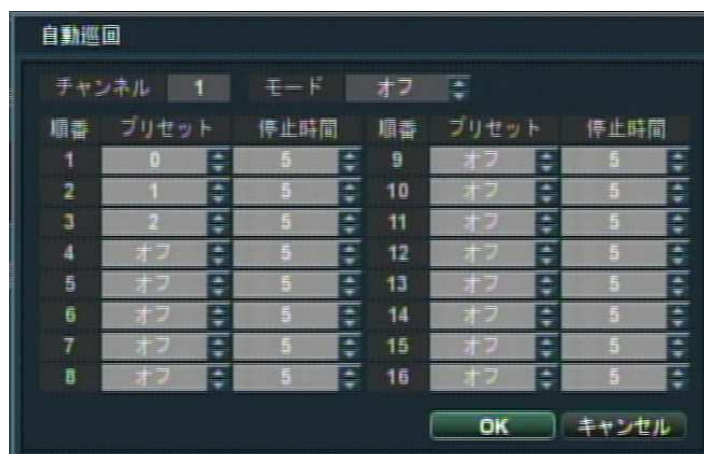 自動巡回
チャンネル 1 モード オフ
順番 プリセット 停止時間 順番 プリセット 停止時間
1 0 5 9 オフ 5
2 1 5 10 オフ 5
3 2 5 11 オフ 5
4 オフ 5 12 オフ 5
5 オフ 5 13 オフ 5
6 オフ 5 14 オフ 5
7 オフ 5 15 オフ 5
8 オフ 5 16 オフ 5
OK キャンセル